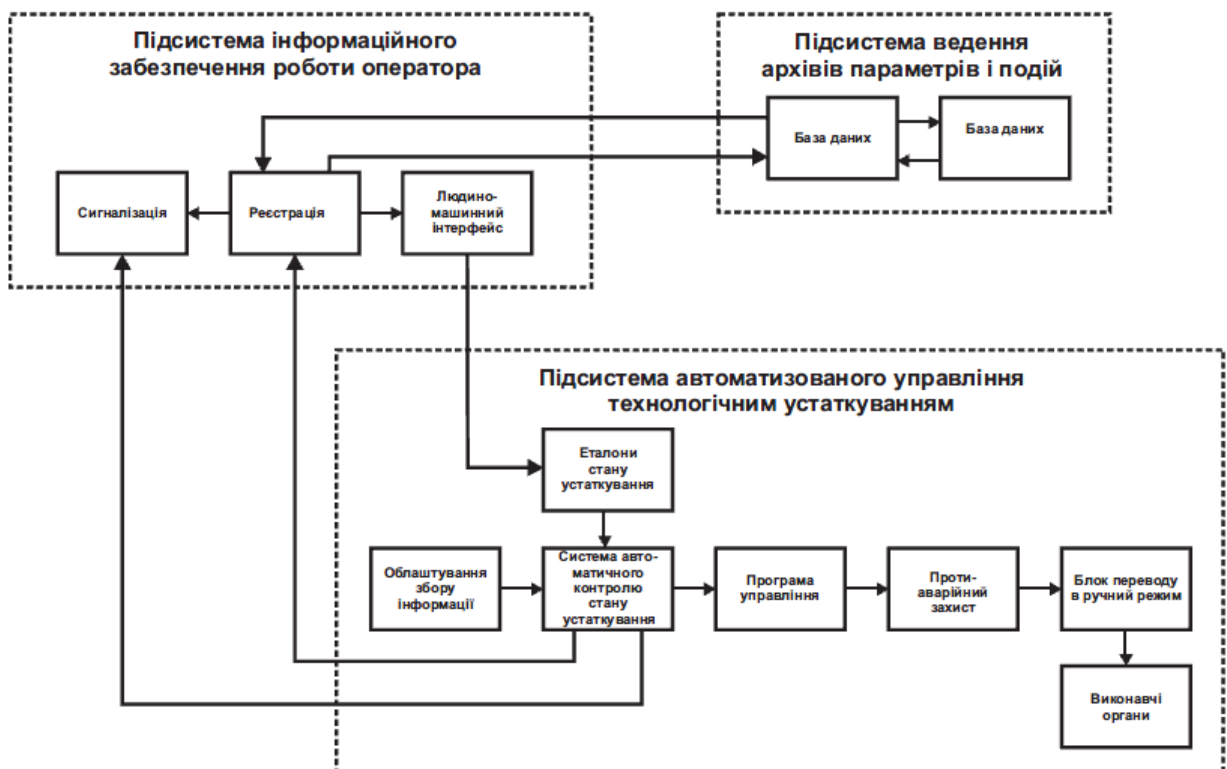 Підсистема інформаційного
забезпечення роботи оператора
Підсистема ведення
архівів параметрів і подій
База даних
База даних
Сигналізація
Реєстрація
Людино-
машинний
інтерфейс
Підсистема автоматизованого управління
технологічним устаткуванням
Еталони
стану
устаткування
Облаштування
збору
інформації
Система авто-
матичного
контролю
стану
устаткування
Програма
управління
Проти-
аварійний
захист
Блок переводу
в ручний режим
Виконавчі
органи